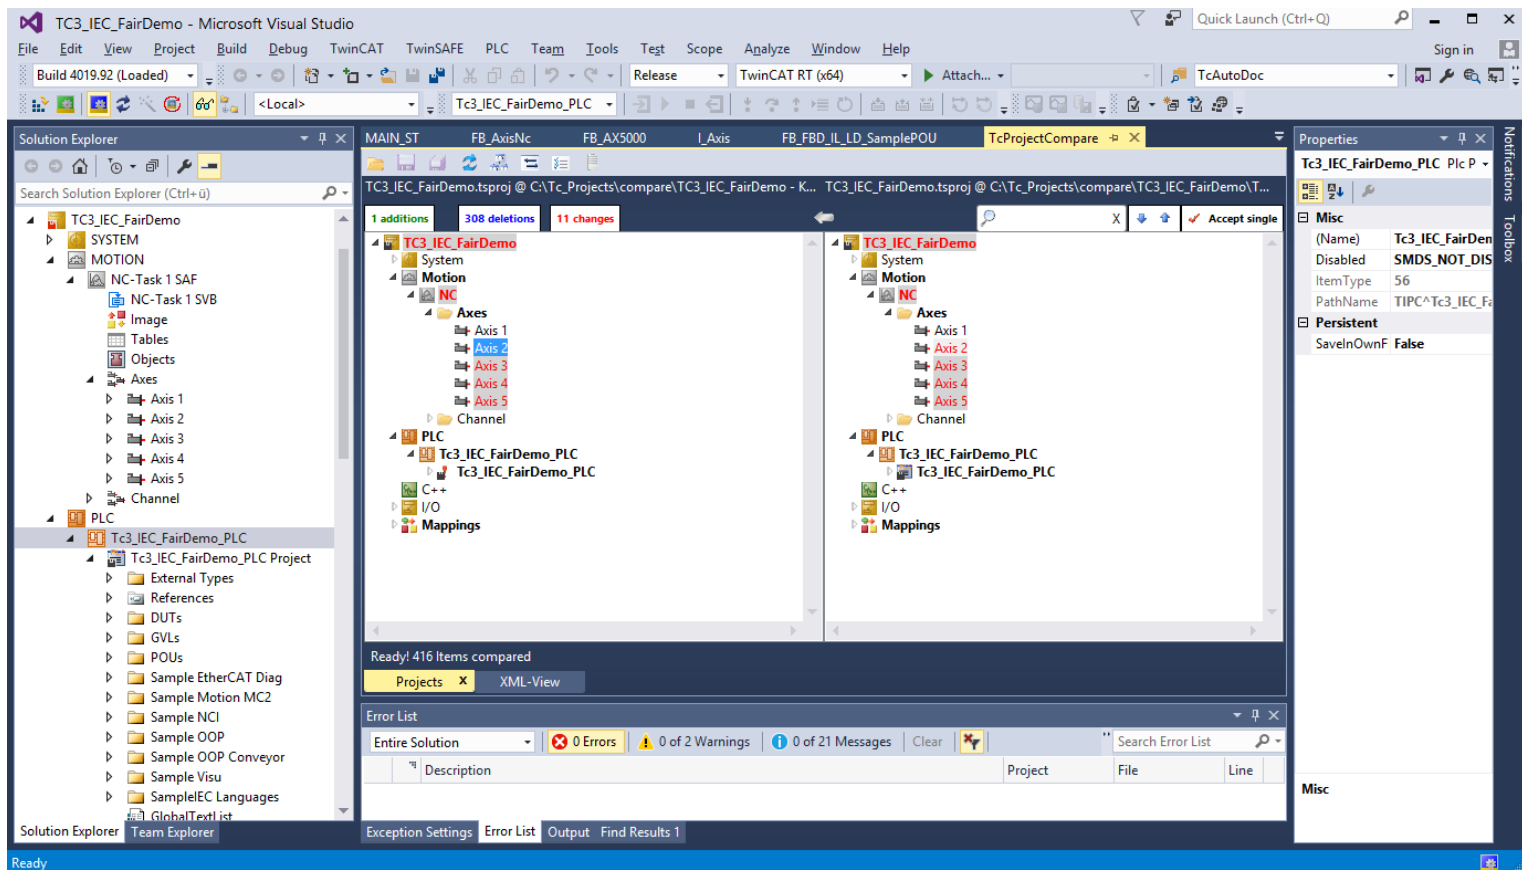 TC3_IEC_FairDemo - Microsoft Visual Studio
Quick Launch (Ctrl+Q)
File Edit View Project Build Debug TwinCAT TwinSAFE PLC Team Tools Test Scope Analyze Window Help
Sign in
Build 4019.92 (Loaded) Release TwinCAT RT (x64) Attach... TcAutoDoc
<Local> Tc3_IEC_FairDemo_PLC
Solution Explorer
Search Solution Explorer (Ctrl+ü)
TC3_IEC_FairDemo
SYSTEM
MOTION
NC-Task 1 SAF
NC-Task 1 SVB
Image
Tables
Objects
Axes
Axis 1
Axis 2
Axis 3
Axis 4
Axis 5
Channel
PLC
Tc3_IEC_FairDemo_PLC
Tc3_IEC_FairDemo_PLC Project
External Types
References
DUTs
GVLs
POUs
Sample EtherCAT Diag
Sample Motion MC2
Sample NCI
Sample OOP
Sample OOP Conveyor
Sample Visu
SampleIEC Languages
GlobalTextList
Solution Explorer Team Explorer
MAIN_ST FB_AxisNc FB_AX5000 I_Axis FB_FBD_IL_LD_SamplePOU TcProjectCompare
TC3_IEC_FairDemo.tsproj @ C:\Tc_Projects\compare\TC3_IEC_FairDemo - K... TC3_IEC_FairDemo.tsproj @ C:\Tc_Projects\compare\TC3_IEC_FairDemo\T...
1 additions 308 deletions 11 changes X Accept single
TC3_IEC_FairDemo
System
Motion
NC
Axes
Axis 1
Axis 2
Axis 3
Axis 4
Axis 5
Channel
PLC
Tc3_IEC_FairDemo_PLC
Tc3_IEC_FairDemo_PLC
C++
I/O
Mappings
TC3_IEC_FairDemo
System
Motion
NC
Axes
Axis 1
Axis 2
Axis 3
Axis 4
Axis 5
Channel
PLC
Tc3_IEC_FairDemo_PLC
Tc3_IEC_FairDemo_PLC
C++
I/O
Mappings
Ready! 416 Items compared
Projects X XML-View
Error List
Entire Solution 0 Errors 0 of 2 Warnings 0 of 21 Messages Clear Search Error List
Description Project File Line
Exception Settings Error List Output Find Results 1
Properties
Tc3_IEC_FairDemo_PLC Plc P
Misc
(Name) Tc3_IEC_FairDen
Disabled SMDS_NOT_DIS
ItemType 56
PathName TIPC^Tc3_IEC_Fa
Persistent
SaveInOwnF False
Misc
Notifications
Toolbox
Ready